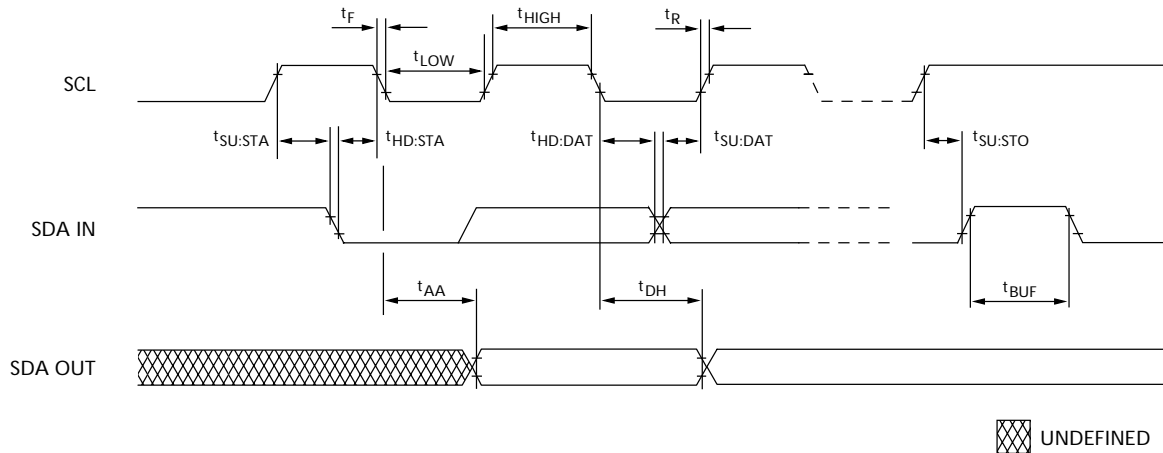 tF
tHIGH
tR
tLOW
SCL
tSU:STA
tHD:STA
tHD:DAT
tSU:DAT
tSU:STO
SDA IN
tAA
tDH
tBUF
SDA OUT
UNDEFINED